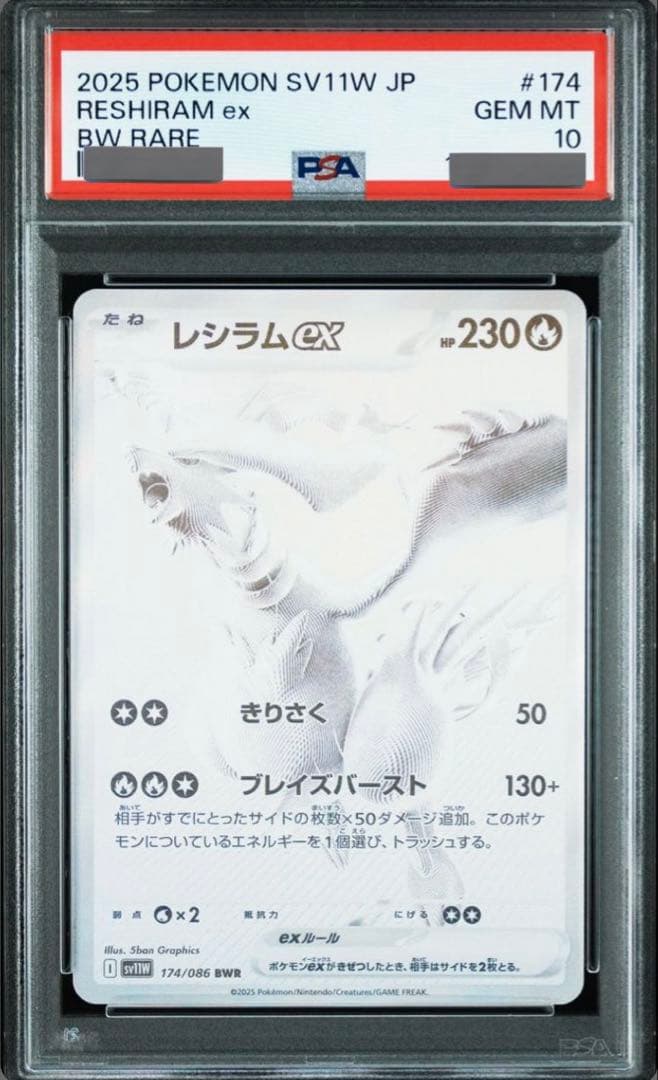 2025 POKEMON SV11W JP #174
RESHIRAM ex GEM MT
BW RARE 10
PSA
たね レシラムex HP 230
きりさく 50
ブレイズバースト 130+
相手がすでにとったサイドの枚数×50ダメージ追加。このポケ
モンについているエネルギーを1個選び、トラッシュする。
弱点 ×2 抵抗力 にげる
exルール
Illus. 5ban Graphics
ポケモンexがきぜつしたとき、相手はサイドを2枚とる。
I sv11W 174/086 BWR
©2025 Pokémon/Nintendo/Creatures/GAME FREAK.
PSA